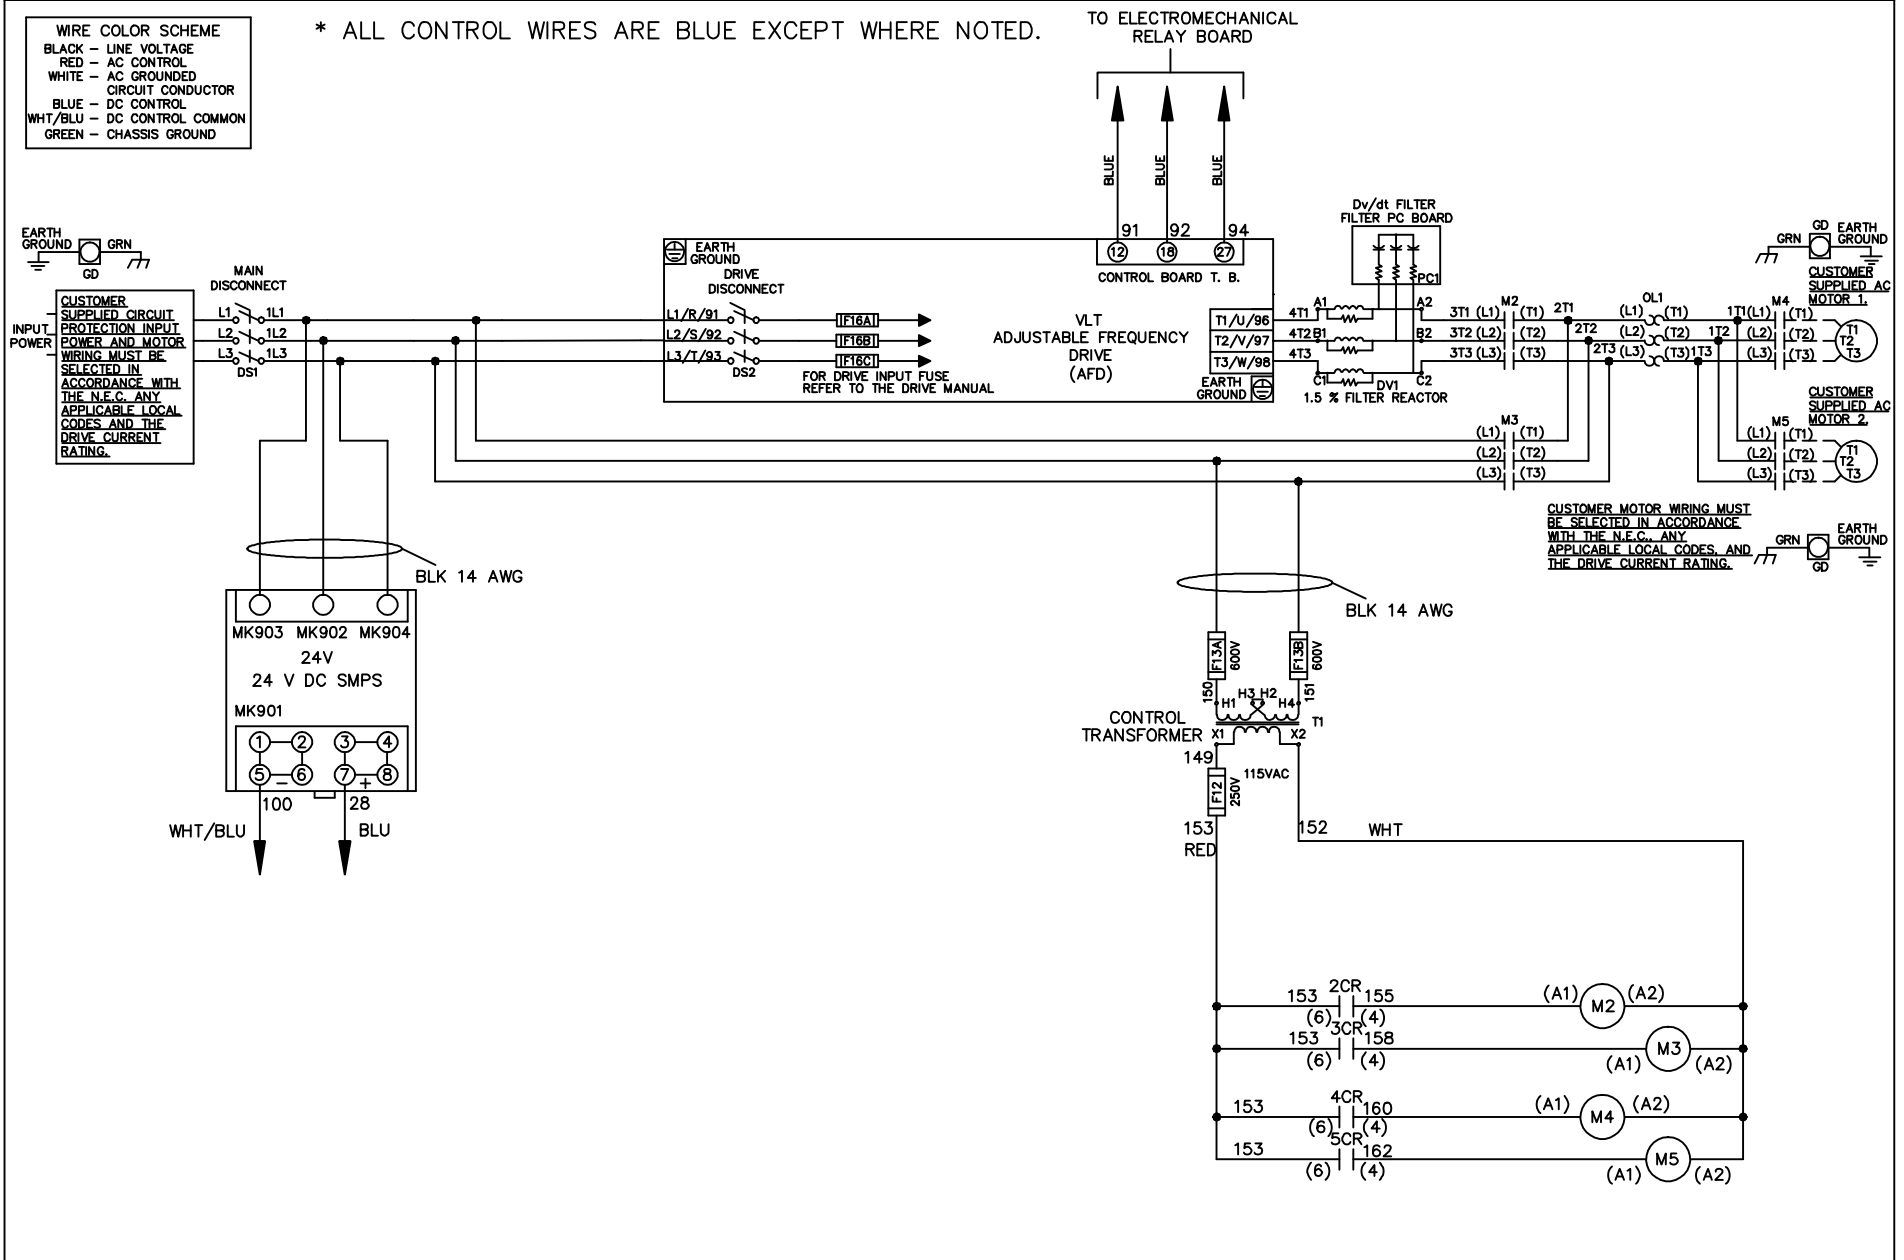 WIRE COLOR SCHEME
BLACK – LINE VOLTAGE
RED – AC CONTROL
WHITE – AC GROUNDED
CIRCUIT CONDUCTOR
BLUE – DC CONTROL
WHT/BLU – DC CONTROL COMMON
GREEN – CHASSIS GROUND
* ALL CONTROL WIRES ARE BLUE EXCEPT WHERE NOTED.
TO ELECTROMECHANICAL
RELAY BOARD
BLUE
BLUE
BLUE
91 92 94
12 18 27
CONTROL BOARD T. B.
EARTH
GROUND
GRN
GD
INPUT
POWER
CUSTOMER
SUPPLIED CIRCUIT
PROTECTION INPUT
POWER AND MOTOR
WIRING MUST BE
SELECTED IN
ACCORDANCE WITH
THE N.E.C. ANY
APPLICABLE LOCAL
CODES AND THE
DRIVE CURRENT
RATING.
MAIN
DISCONNECT
L1 1L1
L2 1L2
L3 1L3
DS1
EARTH
GROUND
DRIVE
DISCONNECT
L1/R/91
L2/S/92
L3/T/93
DS2
IF16A
IF16B
IF16C
FOR DRIVE INPUT FUSE
REFER TO THE DRIVE MANUAL
VLT
ADJUSTABLE FREQUENCY
DRIVE
(AFD)
T1/U/96
T2/V/97
T3/W/98
EARTH
GROUND
Dv/dt FILTER
FILTER PC BOARD
PC1
4T1 A1 A2
4T2 B1 B2
4T3
C1 DV1 C2
1.5 % FILTER REACTOR
M2
3T1 (L1) (T1) 2T1
3T2 (L2) (T2) 2T2
3T3 (L3) (T3) 2T3
OL1
(L1) (T1) 1T1
(L2) (T2) 1T2
(L3) (T3) 1T3
M4
(L1) (T1)
(L2) (T2)
(L3) (T3)
T1
T2
T3
GD
GRN
EARTH
GROUND
CUSTOMER
SUPPLIED AC
MOTOR 1.
M3
(L1) (T1)
(L2) (T2)
(L3) (T3)
M5
(L1) (T1)
(L2) (T2)
(L3) (T3)
T1
T2
T3
CUSTOMER
SUPPLIED AC
MOTOR 2.
CUSTOMER MOTOR WIRING MUST
BE SELECTED IN ACCORDANCE
WITH THE N.E.C., ANY
APPLICABLE LOCAL CODES, AND
THE DRIVE CURRENT RATING.
GRN
GD
EARTH
GROUND
BLK 14 AWG
MK903 MK902 MK904
24V
24 V DC SMPS
MK901
1 2 3 4
5 – 6 7 + 8
100 28
WHT/BLU BLU
BLK 14 AWG
F13A
600V
F13B
600V
150
151
H1 H3 H2 H4
T1
CONTROL
TRANSFORMER
X1 X2
149
115VAC
F12
250V
153
RED
152 WHT
2CR
153 155 (A1) M2 (A2)
(6) (4)
3CR
153 158 M3
(6) (4) (A1) (A2)
4CR
153 160 (A1) M4 (A2)
(6) (4)
5CR
153 162 M5
(6) (4) (A1) (A2)